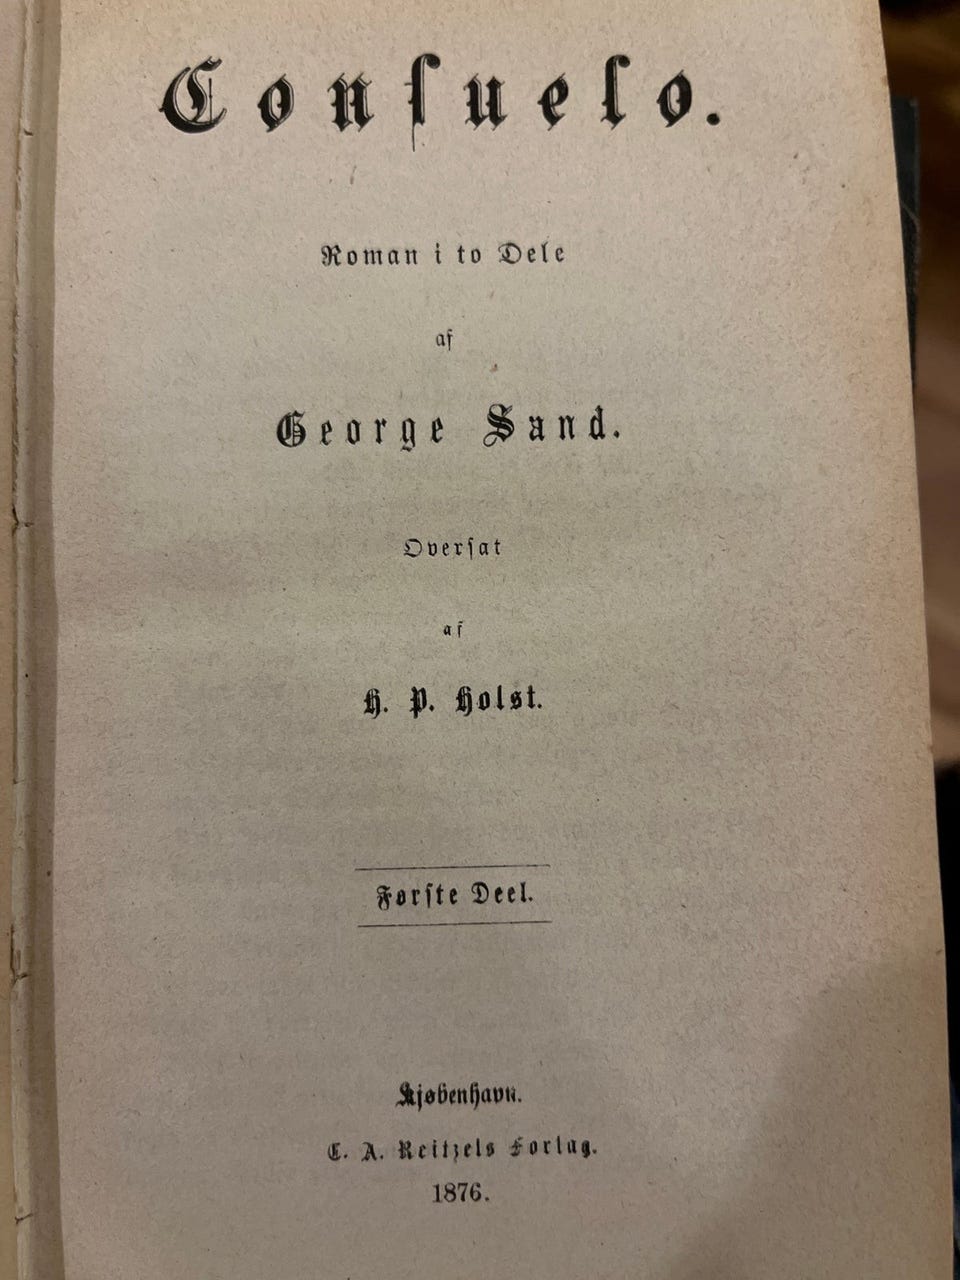 Conſuelo.
Roman i to Dele
af
George Sand.
Overſat
af
H. P. Holst.
Førſte Deel.
Kjøbenhavn.
C. A. Reitzels Forlag.
1876.